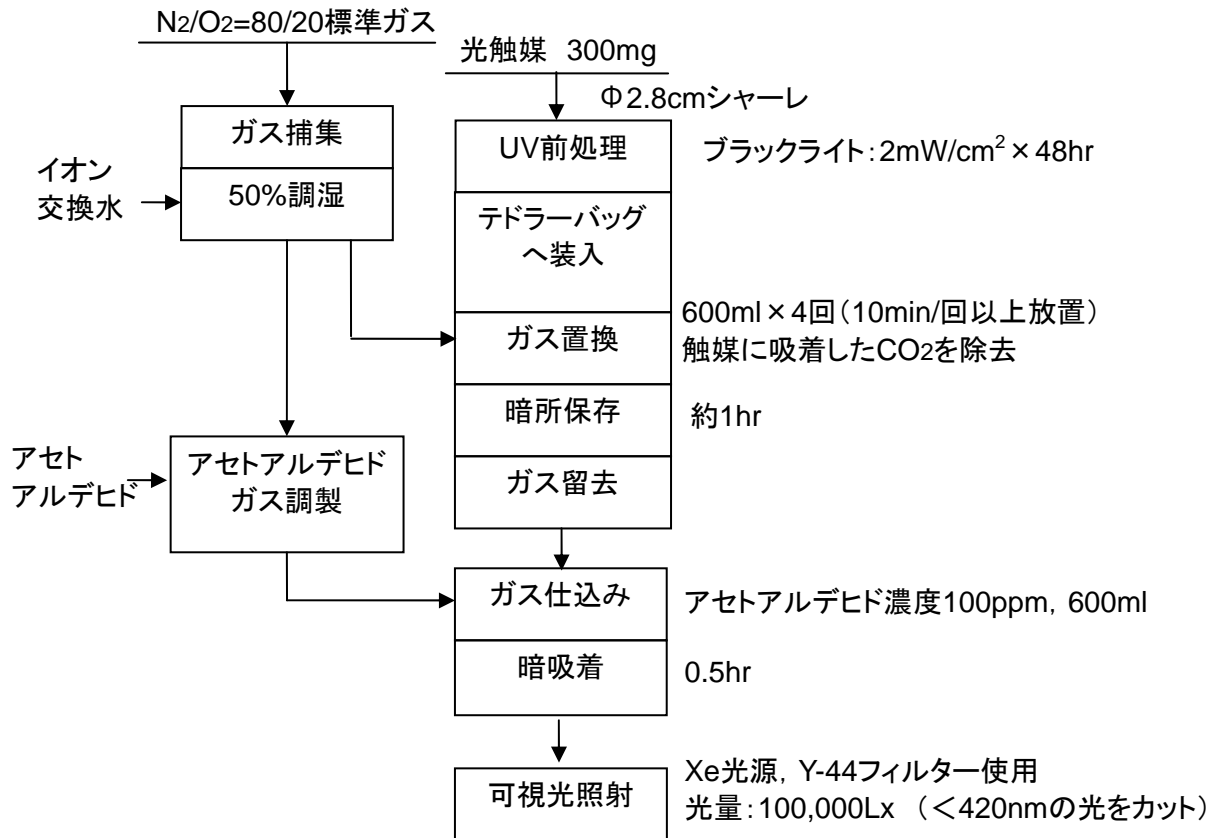 N2/O2=80/20標準ガス
光触媒 300mg
Φ2.8cmシャーレ
ガス捕集
UV前処理
ブラックライト:2mW/cm²×48hr
イオン
交換水
50%調湿
テドラーバッグ
へ装入
ガス置換
600ml×4回(10min/回以上放置)
触媒に吸着したCO2を除去
暗所保存
約1hr
アセト
アルデヒド
アセトアルデヒド
ガス調製
ガス留去
ガス仕込み
アセトアルデヒド濃度100ppm,600ml
暗吸着
0.5hr
可視光照射
Xe光源,Y-44フィルター使用
光量:100,000Lx (<420nmの光をカット)